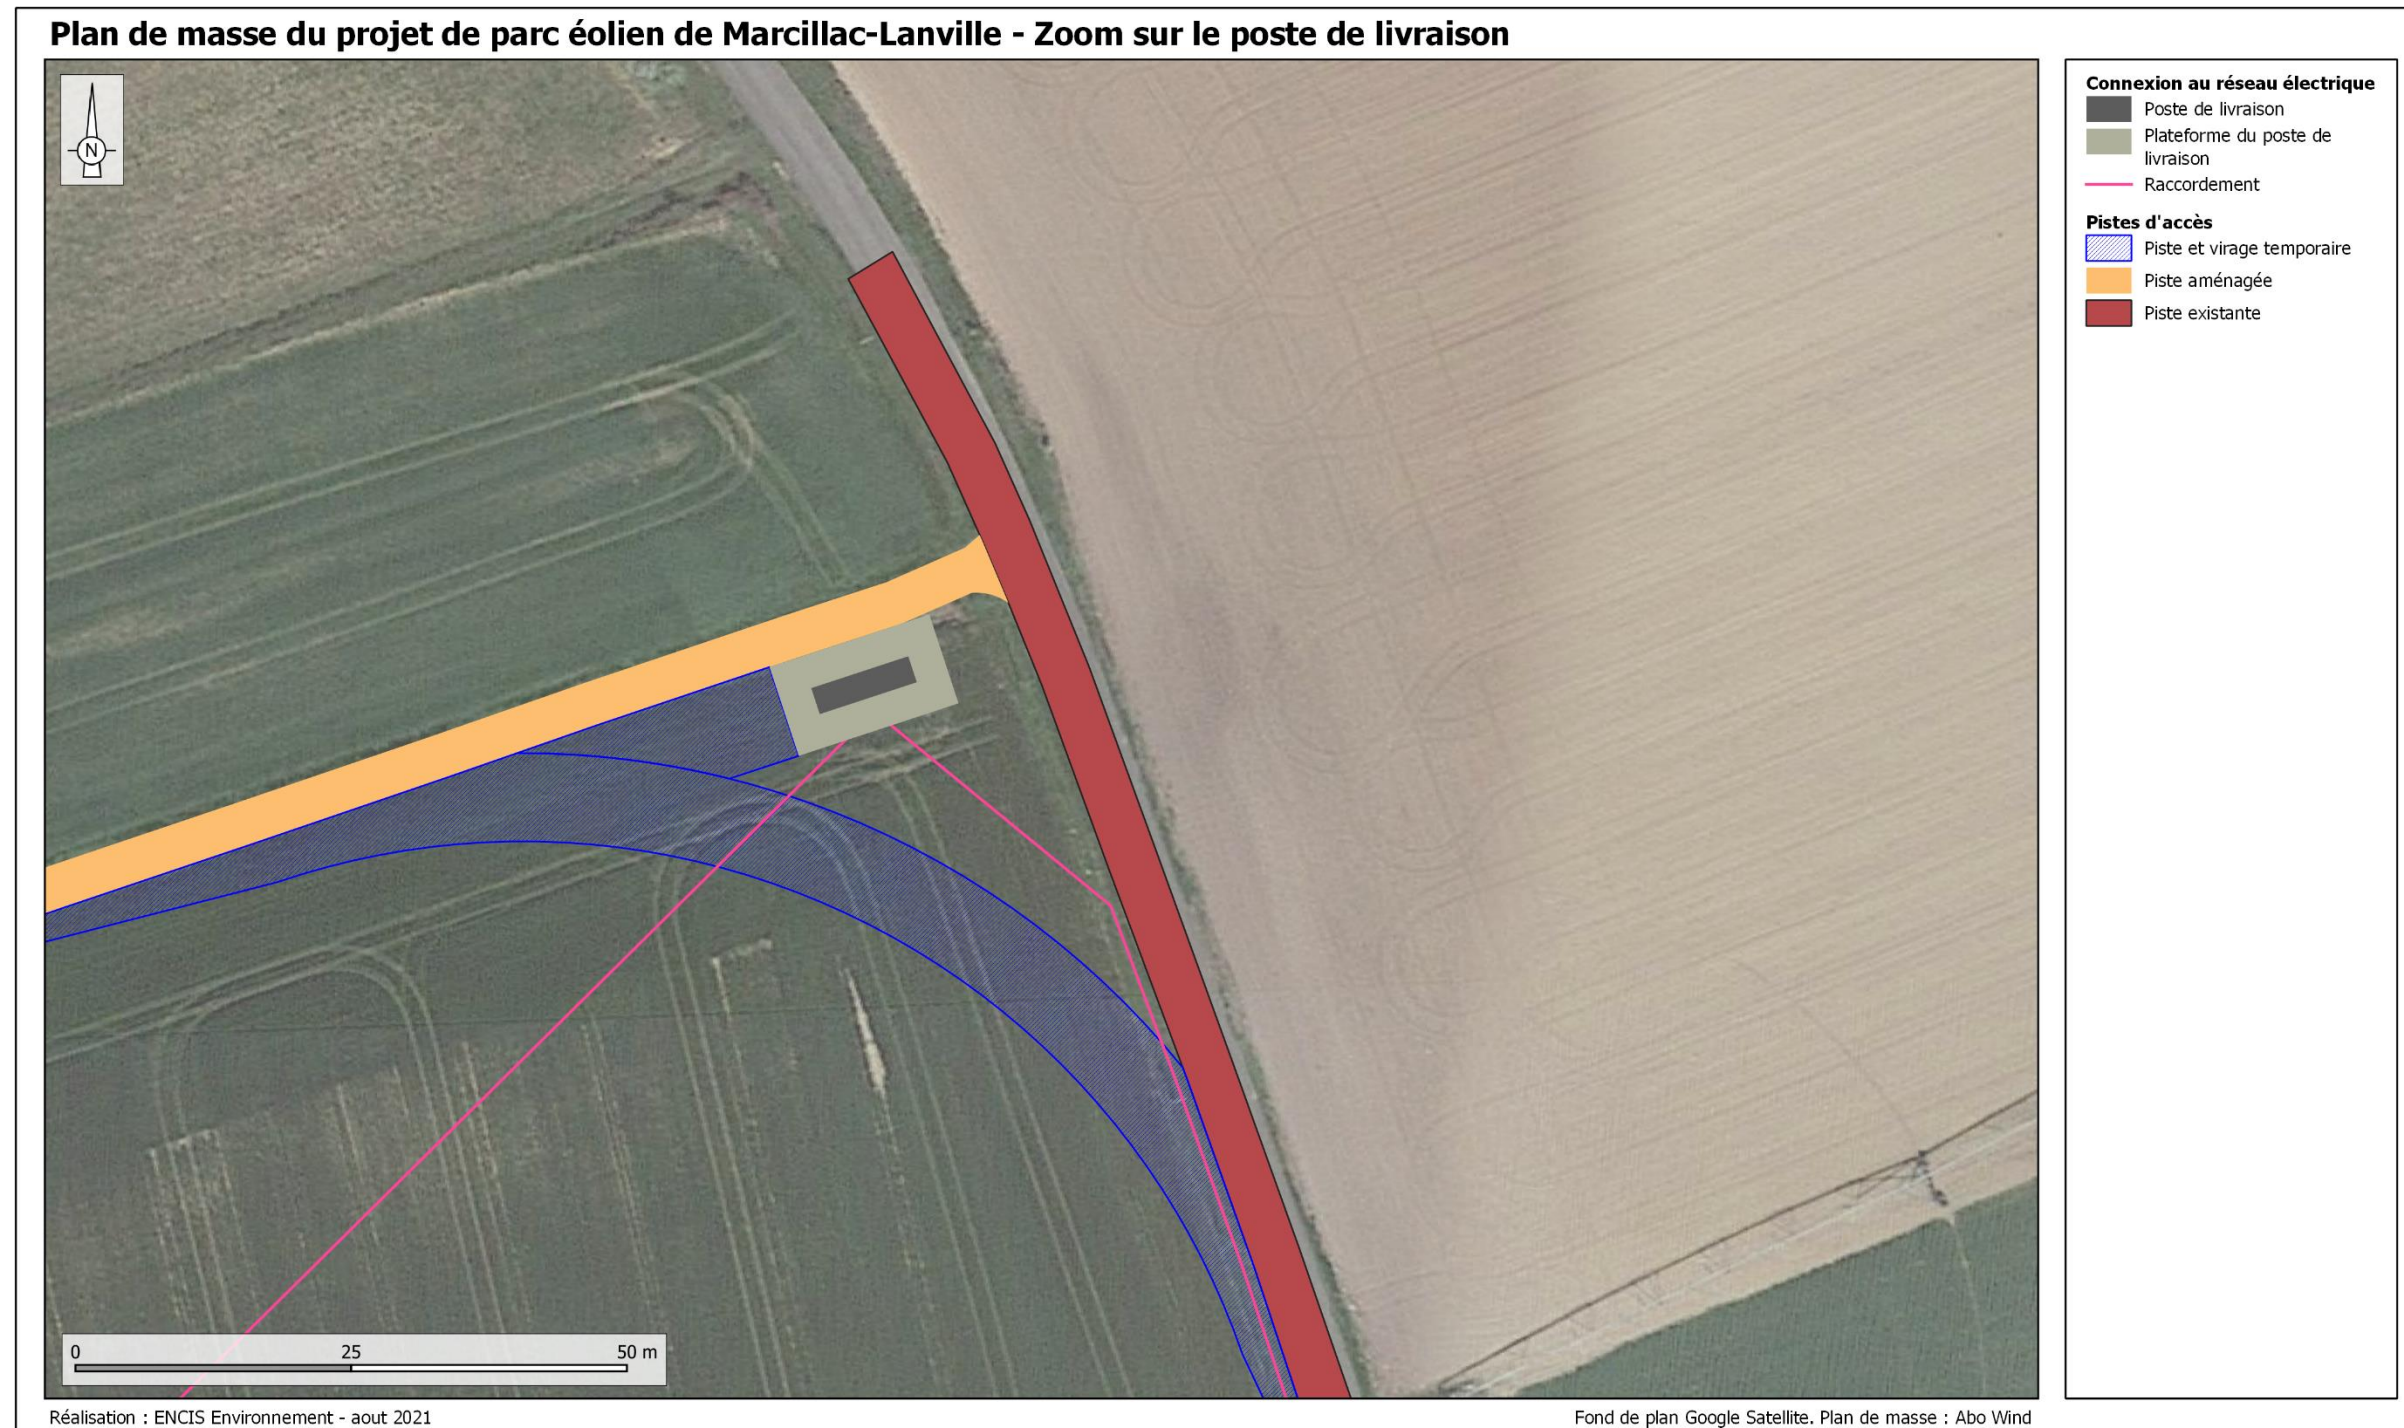 Plan de masse du projet de parc éolien de Marcillac-Lanville - Zoom sur le poste de livraison
N
Connexion au réseau électrique
Poste de livraison
Plateforme du poste de
livraison
Raccordement
Pistes d'accès
Piste et virage temporaire
Piste aménagée
Piste existante
0 25 50 m
Réalisation : ENCIS Environnement - aout 2021
Fond de plan Google Satellite. Plan de masse : Abo Wind